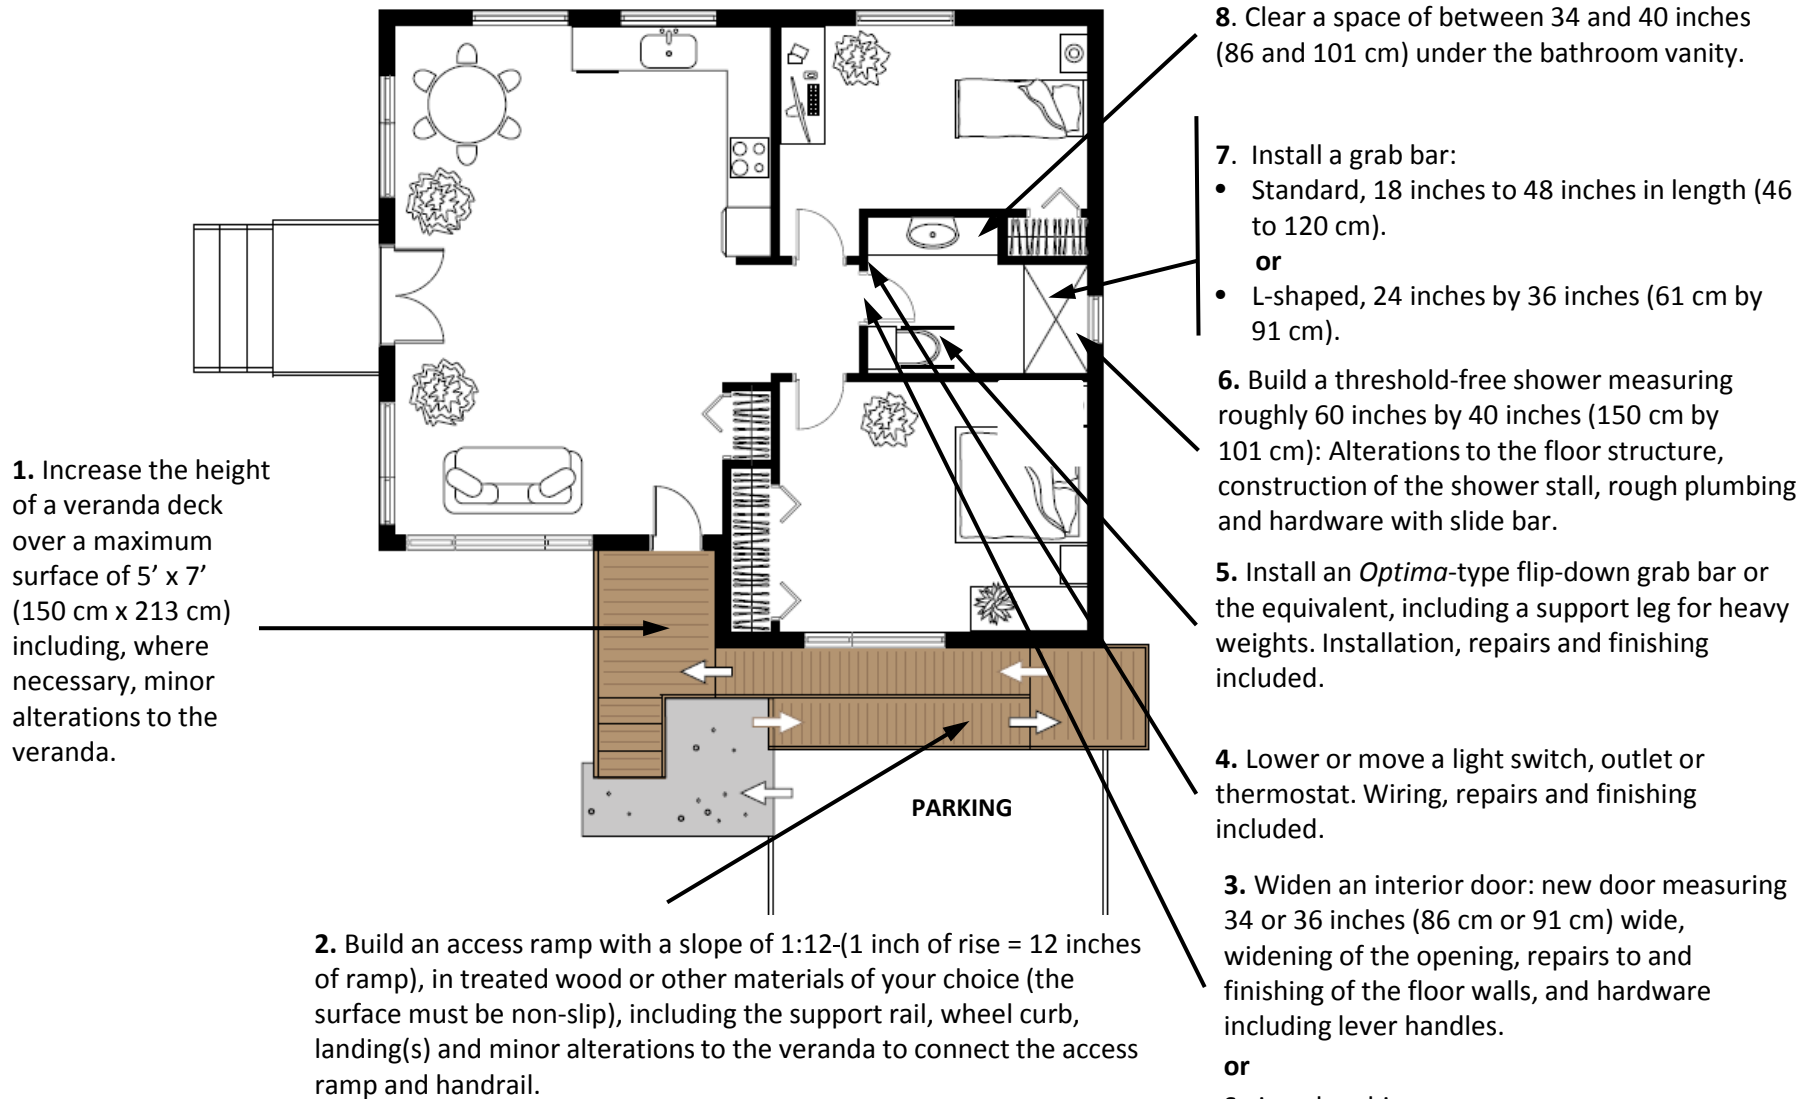 8. Clear a space of between 34 and 40 inches
(86 and 101 cm) under the bathroom vanity.
7. Install a grab bar:
• Standard, 18 inches to 48 inches in length (46
to 120 cm).
or
• L-shaped, 24 inches by 36 inches (61 cm by
91 cm).
6. Build a threshold-free shower measuring
roughly 60 inches by 40 inches (150 cm by
101 cm): Alterations to the floor structure,
construction of the shower stall, rough plumbing
and hardware with slide bar.
1. Increase the height
of a veranda deck
over a maximum
surface of 5’ x 7’
(150 cm x 213 cm)
including, where
necessary, minor
alterations to the
veranda.
5. Install an Optima-type flip-down grab bar or
the equivalent, including a support leg for heavy
weights. Installation, repairs and finishing
included.
4. Lower or move a light switch, outlet or
thermostat. Wiring, repairs and finishing
included.
PARKING
3. Widen an interior door: new door measuring
34 or 36 inches (86 cm or 91 cm) wide,
widening of the opening, repairs to and
finishing of the floor walls, and hardware
including lever handles.
or
2. Build an access ramp with a slope of 1:12-(1 inch of rise = 12 inches
of ramp), in treated wood or other materials of your choice (the
surface must be non-slip), including the support rail, wheel curb,
landing(s) and minor alterations to the veranda to connect the access
ramp and handrail.